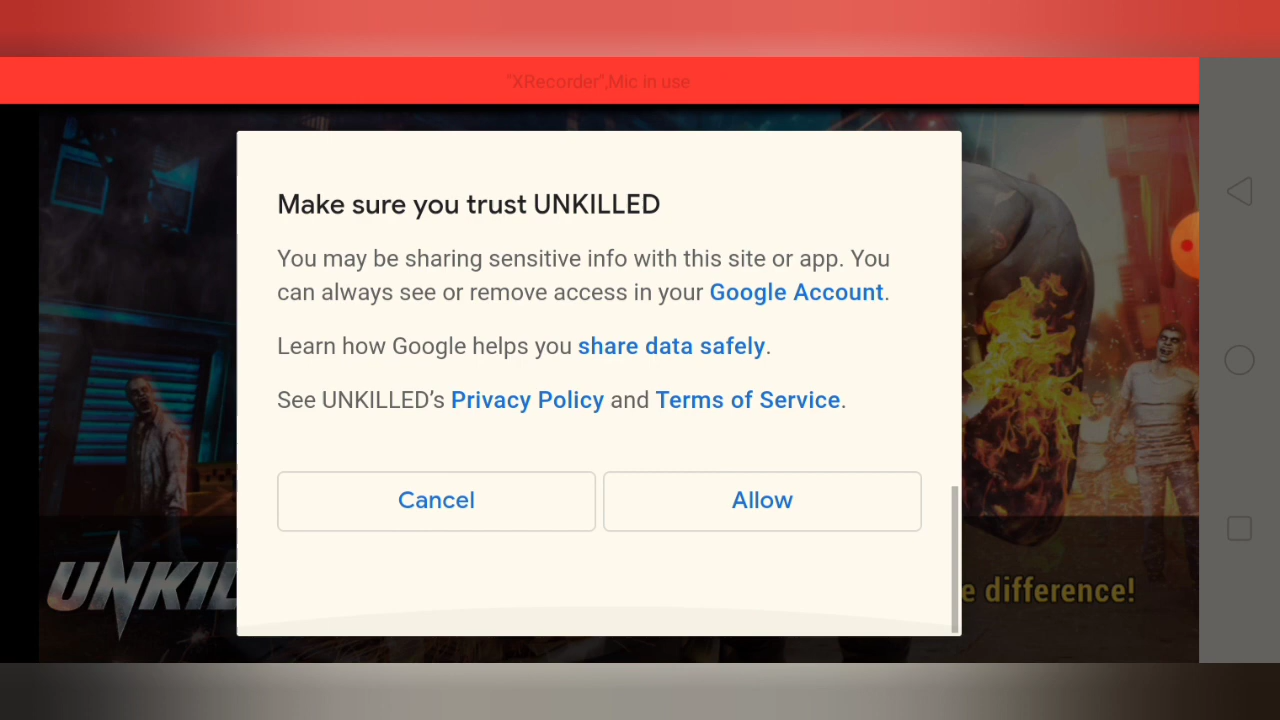 "XRecorder",Mic in use
Make sure you trust UNKILLED
You may be sharing sensitive info with this site or app. You
can always see or remove access in your Google Account.
Learn how Google helps you share data safely.
See UNKILLED’s Privacy Policy and Terms of Service.
Cancel
Allow
difference!